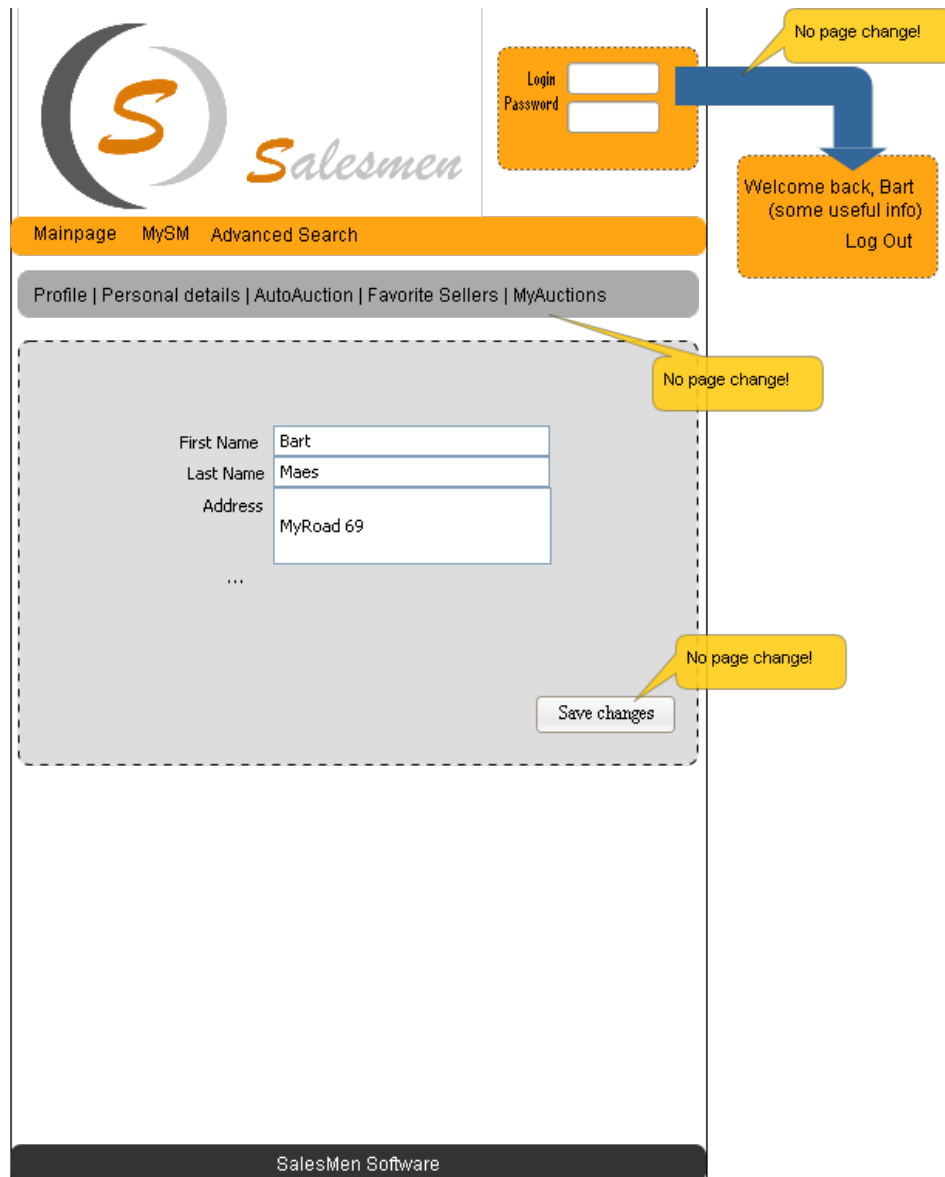 No page change!
Login
Password
S
Salesmen
Welcome back, Bart
(some useful info)
Log Out
Mainpage MySM Advanced Search
Profile | Personal details | AutoAuction | Favorite Sellers | MyAuctions
No page change!
First Name Bart
Last Name Maes
Address
MyRoad 69
...
No page change!
Save changes
SalesMen Software